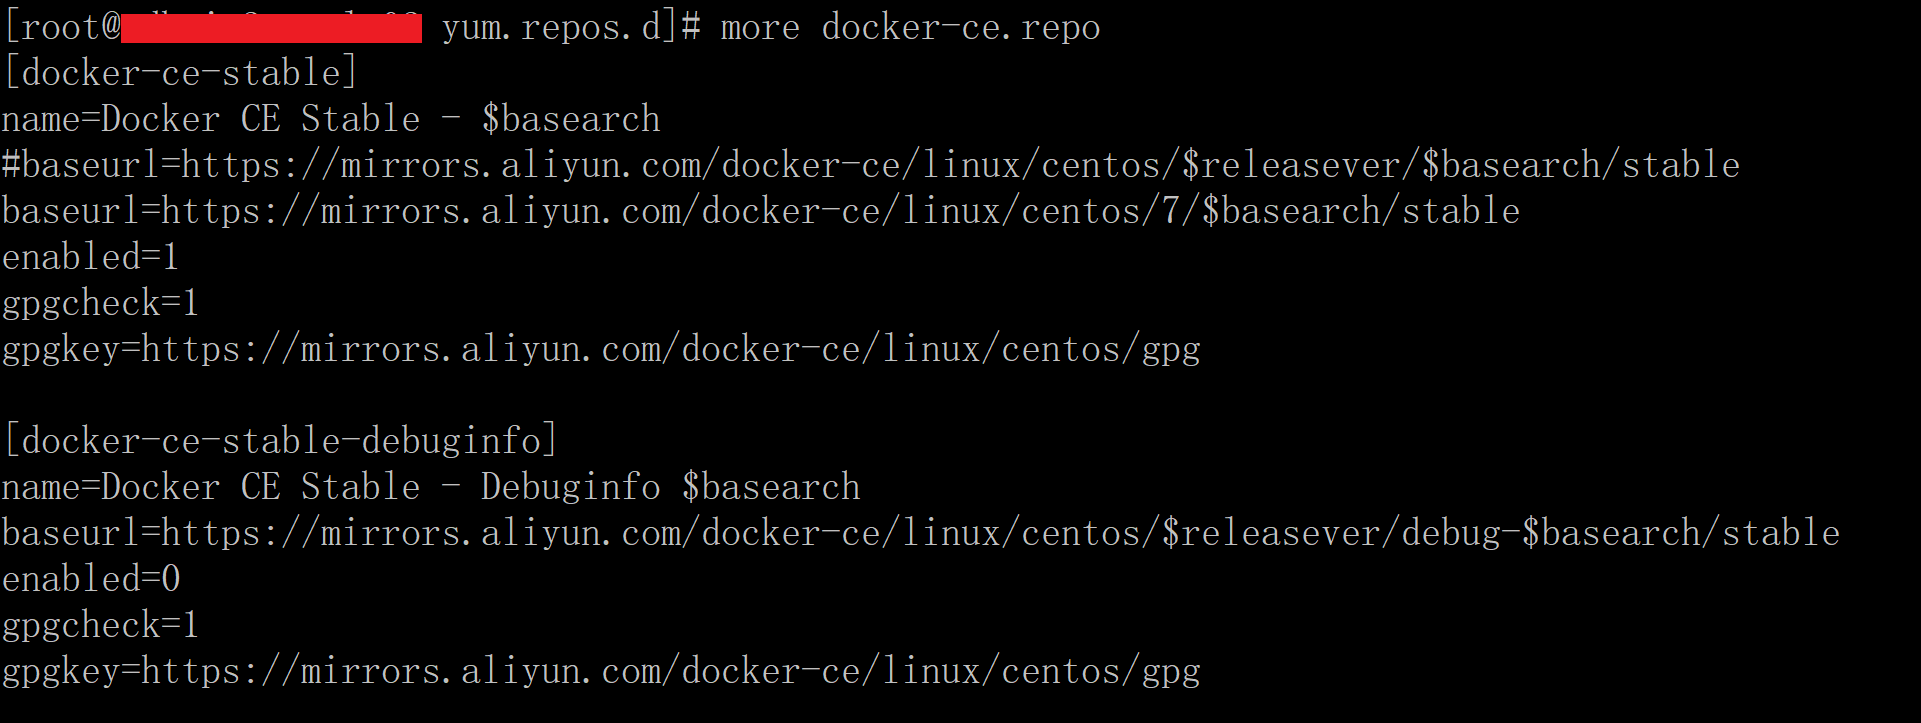 [root@ yum.repos.d]# more docker-ce.repo
[docker-ce-stable]
name=Docker CE Stable - $basearch
#baseurl=https://mirrors.aliyun.com/docker-ce/linux/centos/$releasever/$basearch/stable
baseurl=https://mirrors.aliyun.com/docker-ce/linux/centos/7/$basearch/stable
enabled=1
gpgcheck=1
gpgkey=https://mirrors.aliyun.com/docker-ce/linux/centos/gpg
[docker-ce-stable-debuginfo]
name=Docker CE Stable - Debuginfo $basearch
baseurl=https://mirrors.aliyun.com/docker-ce/linux/centos/$releasever/debug-$basearch/stable
enabled=0
gpgcheck=1
gpgkey=https://mirrors.aliyun.com/docker-ce/linux/centos/gpg